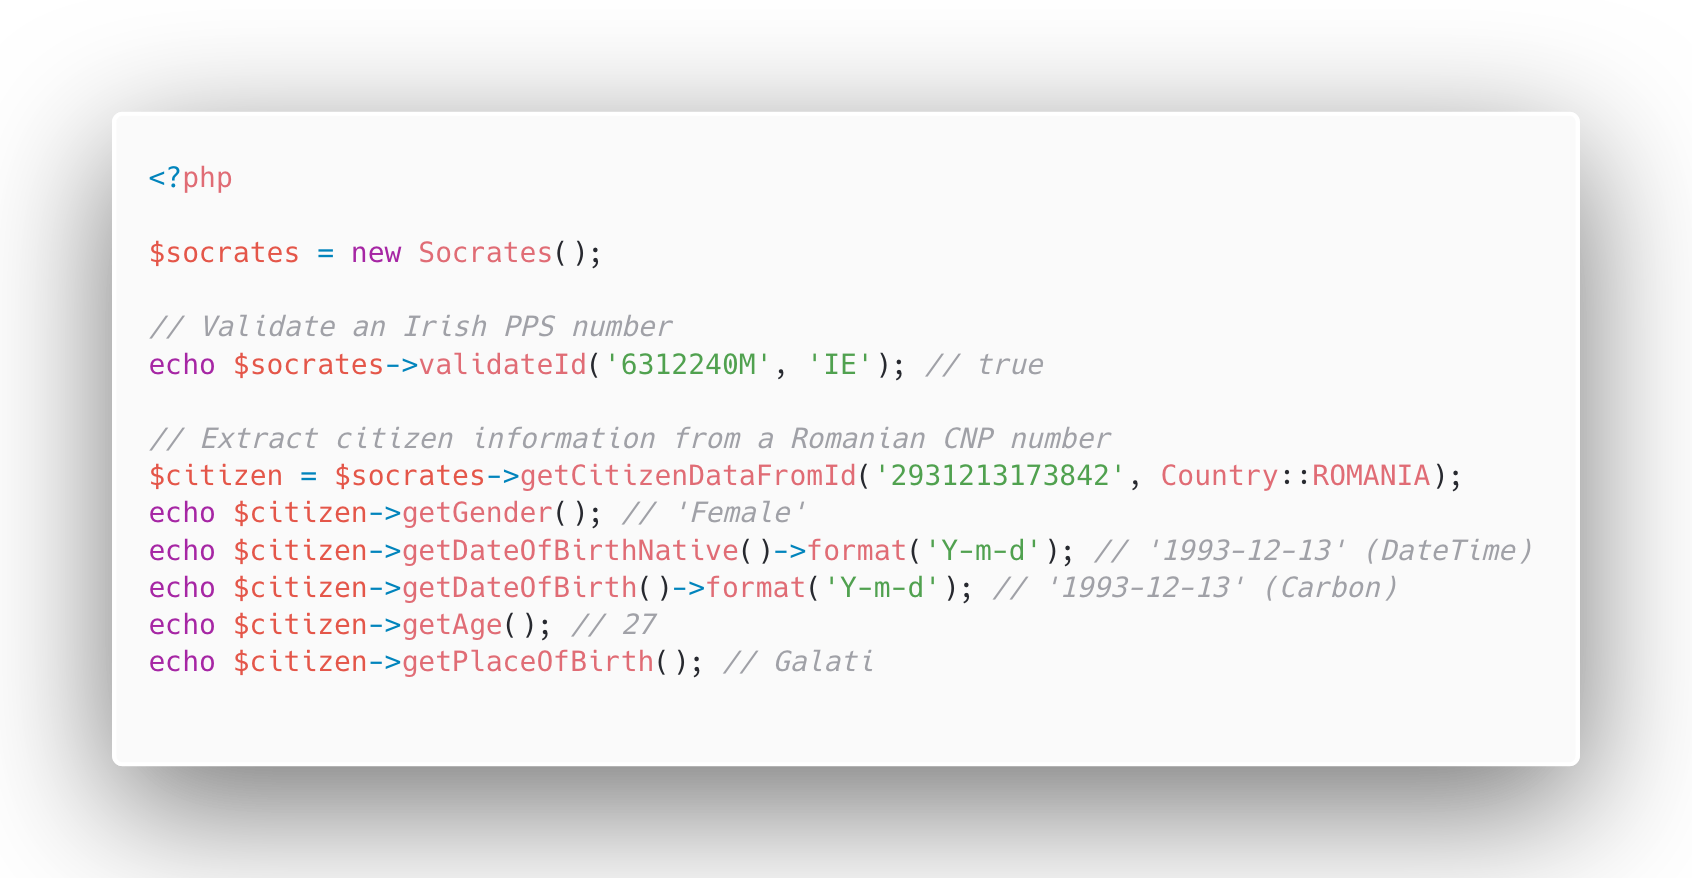 <?php
$socrates = new Socrates();
// Validate an Irish PPS number
echo $socrates->validateId('6312240M', 'IE'); // true
// Extract citizen information from a Romanian CNP number
$citizen = $socrates->getCitizenDataFromId('2931213173842', Country::ROMANIA);
echo $citizen->getGender(); // 'Female'
echo $citizen->getDateOfBirthNative()->format('Y-m-d'); // '1993-12-13' (DateTime)
echo $citizen->getDateOfBirth()->format('Y-m-d'); // '1993-12-13' (Carbon)
echo $citizen->getAge(); // 27
echo $citizen->getPlaceOfBirth(); // Galati